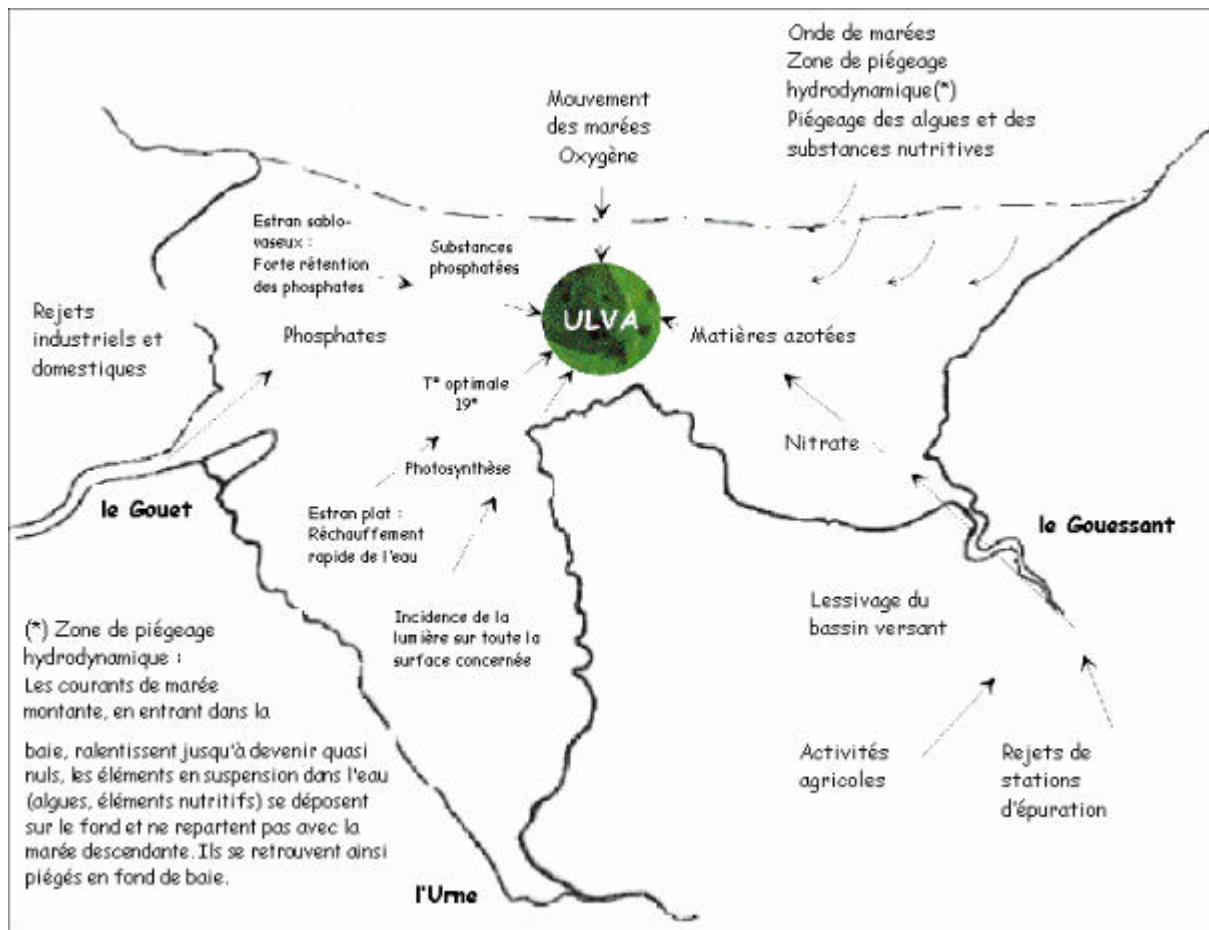 Onde de marées
Zone de piégeage
hydrodynamique(*)
Piégeage des algues et des
substances nutritives
Mouvement
des marées
Oxygène
Estran sablo-
vaseux :
Forte rétention
des phosphates
Substances
phosphatées
ULVA
Rejets
industriels et
domestiques
Phosphates
Matières azotées
T° optimale
19°
Nitrate
Photosynthèse
le Gouet
Estran plat :
Réchauffement
rapide de l'eau
le Gouessant
Incidence de la
lumière sur toute la
surface concernée
Lessivage du
bassin versant
(*) Zone de piégeage
hydrodynamique :
Les courants de marée
montante, en entrant dans la
baie, ralentissent jusqu'à devenir quasi
nuls, les éléments en suspension dans l'eau
(algues, éléments nutritifs) se déposent
sur le fond et ne repartent pas avec la
marée descendante. Ils se retrouvent ainsi
piégés en fond de baie.
Activités
agricoles
Rejets de
stations
d'épuration
l'Urne